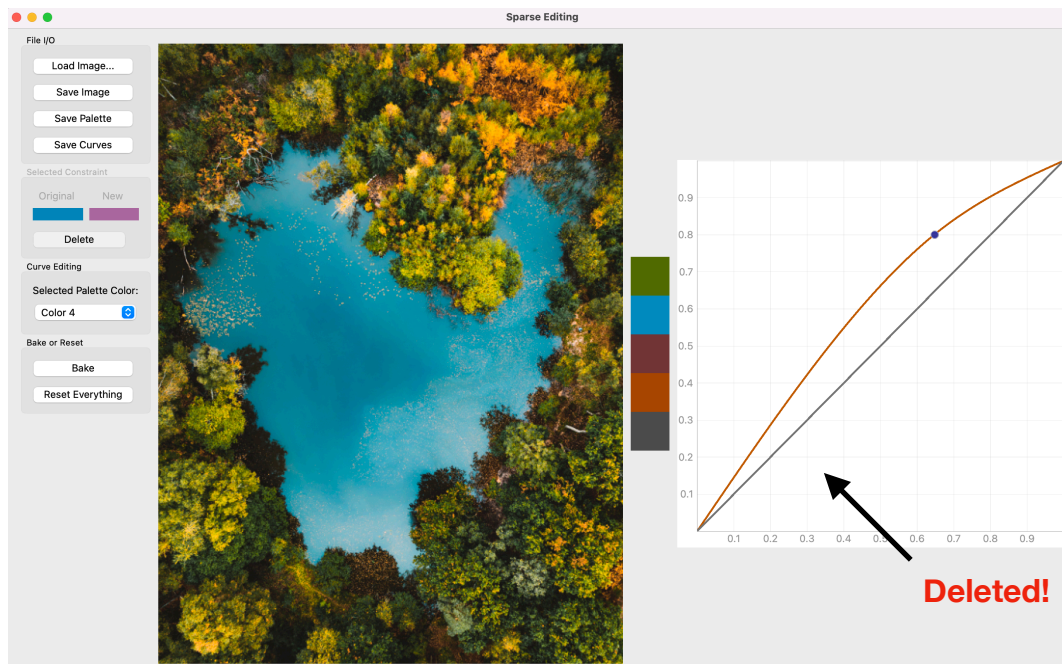 Sparse Editing
File I/O
Load Image...
Save Image
Save Palette
Save Curves
Selected Constraint
Original New
Delete
Curve Editing
Selected Palette Color:
Color 4
Bake or Reset
Bake
Reset Everything
0.9
0.8
0.7
0.6
0.5
0.4
0.3
0.2
0.1
0.1 0.2 0.3 0.4 0.5 0.6 0.7 0.8 0.9
Deleted!